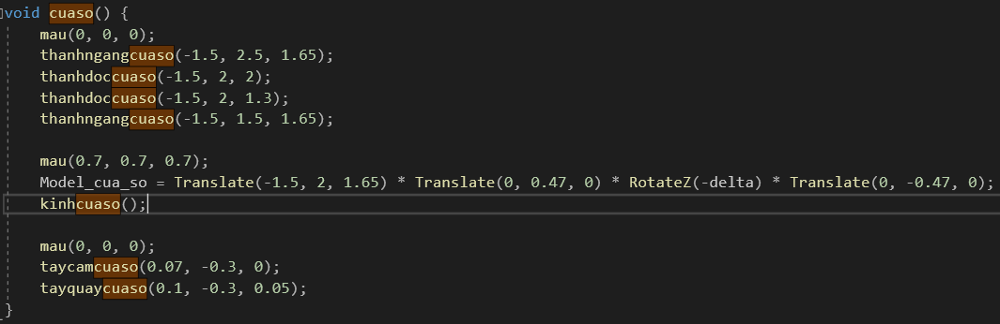 void cuaso() {
    mau(0, 0, 0);
    thanhngangcuaso(-1.5, 2.5, 1.65);
    thanhdoccuaso(-1.5, 2, 2);
    thanhdoccuaso(-1.5, 2, 1.3);
    thanhngangcuaso(-1.5, 1.5, 1.65);

    mau(0.7, 0.7, 0.7);
    Model_cua_so = Translate(-1.5, 2, 1.65) * Translate(0, 0.47, 0) * RotateZ(-delta) * Translate(0, -0.47, 0);
    kinhcuaso();

    mau(0, 0, 0);
    taycamcuaso(0.07, -0.3, 0);
    tayquaycuaso(0.1, -0.3, 0.05);
}